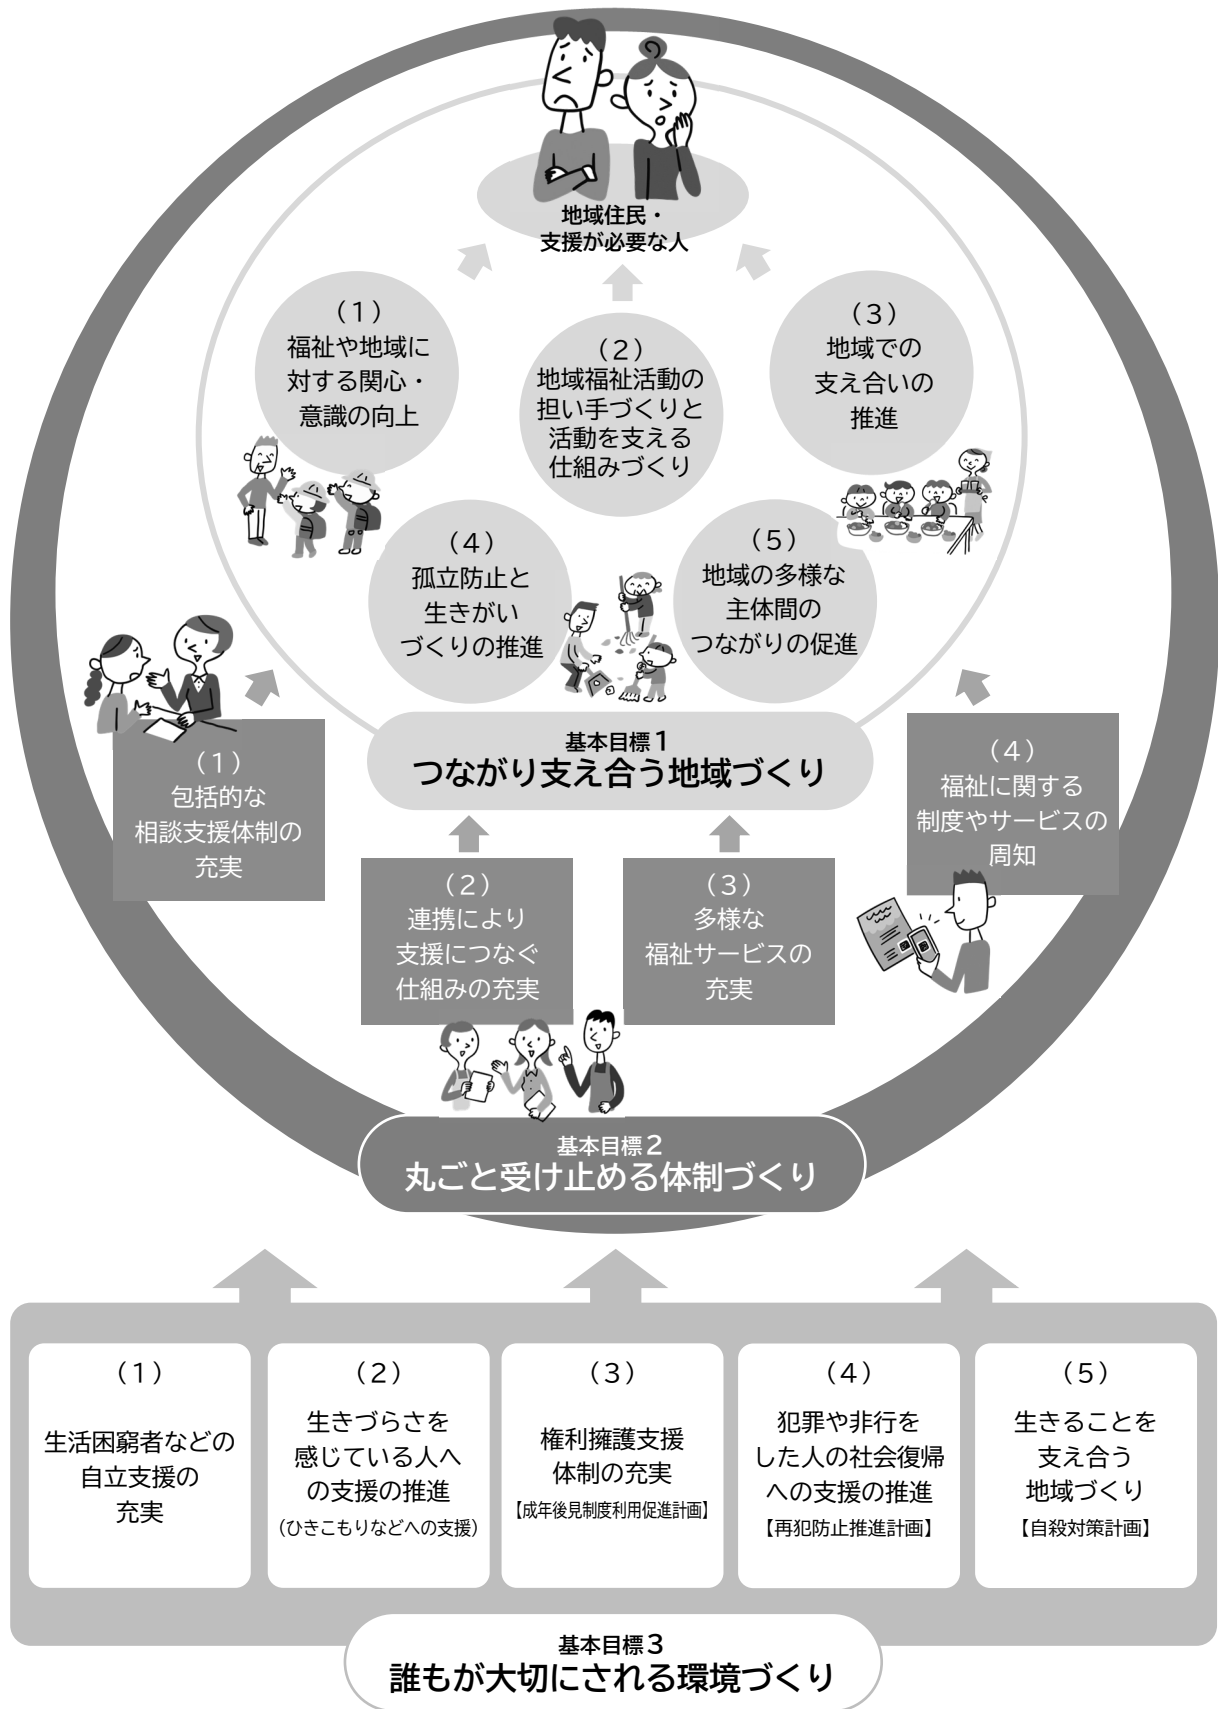 地域住民・
支援が必要な人
（１）
福祉や地域に
対する関心・
意識の向上
（２）
地域福祉活動の
担い手づくりと
活動を支える
仕組みづくり
（３）
地域での
支え合いの
推進
（４）
孤立防止と
生きがい
づくりの推進
（５）
地域の多様な
主体間の
つながりの促進
基本目標１
つながり支え合う地域づくり
（１）
包括的な
相談支援体制の
充実
（２）
連携により
支援につなぐ
仕組みの充実
（３）
多様な
福祉サービスの
充実
（４）
福祉に関する
制度やサービスの
周知
基本目標２
丸ごと受け止める体制づくり
（１）
生活困窮者などの
自立支援の
充実
（２）
生きづらさを
感じている人へ
の支援の推進
（ひきこもりなどへの支援）
（３）
権利擁護支援
体制の充実
【成年後見制度利用促進計画】
（４）
犯罪や非行を
した人の社会復帰
への支援の推進
【再犯防止推進計画】
（５）
生きることを
支え合う
地域づくり
【自殺対策計画】
基本目標３
誰もが大切にされる環境づくり